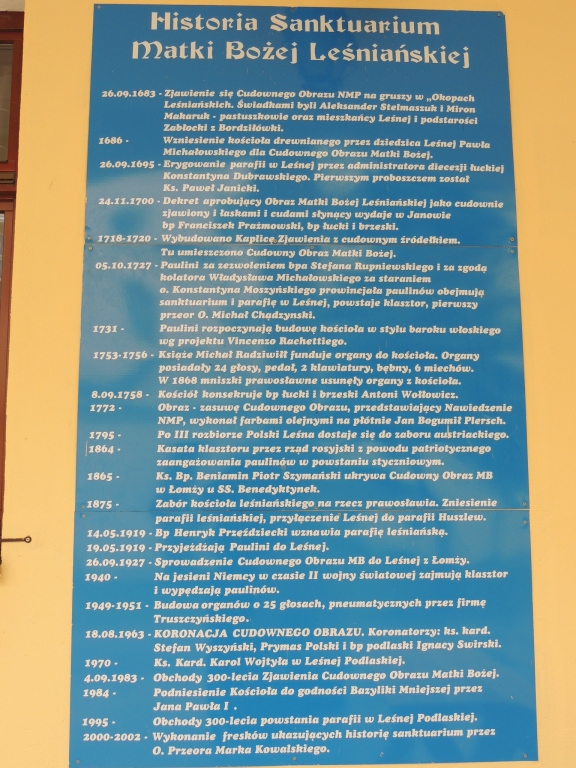 Historia Sanktuarium
Matki Bożej Leśniańskiej
26.09.1683 - Zjawienie się Cudownego Obrazu NMP na gruszy w „Okopach
Leśniańskich. Świadkami byli Aleksander Stelmaszuk i Miron
Makaruk - pastuszkowie oraz mieszkańcy Leśnej i podstarości
Zabłocki z Bordziłówki.
1686 - Wzniesienie kościoła drewnianego przez dziedzica Leśnej Pawła
Michałowskiego dla Cudownego Obrazu Matki Bożej.
26.09.1695 - Erygowanie parafii w Leśnej przez administratora diecezji łuckiej
Konstantyna Dubrawskiego. Pierwszym proboszczem został
Ks. Paweł Janicki.
24.11.1700 - Dekret aprobujący Obraz Matki Bożej Leśniańskiej jako cudownie
zjawiony i łaskami i cudami słynący wydaje w Janowie
bp Franciszek Prażmowski, bp łucki i brzeski.
1718-1720 - Wybudowano Kaplicę Zjawienia z cudownym źródełkiem.
Tu umieszczono Cudowny Obraz Matki Bożej.
05.10.1727 - Paulini za zezwoleniem bpa Stefana Rupniewskiego i za zgodą
kolatora Władysława Michałowskiego za staraniem
o. Konstantego Moszyńskiego prowincjała paulinów obejmują
sanktuarium i parafię w Leśnej, powstaje klasztor, pierwszy
przeor O. Michał Chądzynski.
1731 - Paulini rozpoczynają budowę kościoła w stylu baroku włoskiego
wg projektu Vincenzo Rachettiego.
1753-1756 - Książe Michał Radziwiłł funduje organy do kościoła. Organy
posiadały 24 głosy, pedał, 2 klawiatury, bębny, 6 miechów.
W 1868 mniszki prawosławne usunęły organy z kościoła.
8.09.1758 - Kościół konsekruje bp łucki i brzeski Antoni Wołłowicz.
1772 - Obraz - zasuwę Cudownego Obrazu, przedstawiający Nawiedzenie
NMP, wykonał farbami olejnymi na płótnie Jan Bogumił Plersch.
1795 - Po III rozbiorze Polski Leśna dostaje się do zaboru austriackiego.
1864 - Kasata klasztoru przez rząd rosyjski z powodu patriotycznego
zaangażowania paulinów w powstaniu styczniowym.
1865 - Ks. Bp. Beniamin Piotr Szymański ukrywa Cudowny Obraz MB
w Łomży u SS. Benedyktynek.
1875 - Zabór kościoła leśniańskiego na rzecz prawosławia. Zniesienie
parafii leśniańskiej, przyłączenie Leśnej do parafii Huszlew.
14.05.1919 - Bp Henryk Przeździecki wznawia parafię leśniańską.
19.05.1919 - Przyjeżdżają Paulini do Leśnej.
26.09.1927 - Sprowadzenie Cudownego Obrazu MB do Leśnej z Łomży.
1940 - Na jesieni Niemcy w czasie II wojny światowej zajmują klasztor
i wypędzają paulinów.
1949-1951 - Budowa organów o 25 głosach, pneumatycznych przez firmę
Truszczyńskiego.
18.08.1963 - KORONACJA CUDOWNEGO OBRAZU. Koronatorzy: ks. kard.
Stefan Wyszyński, Prymas Polski i bp podlaski Ignacy Świrski.
1970 - Ks. Kard. Karol Wojtyła w Leśnej Podlaskiej.
4.09.1983 - Obchody 300-lecia Zjawienia Cudownego Obrazu Matki Bożej.
1984 - Podniesienie Kościoła do godności Bazyliki Mniejszej przez
Jana Pawła I .
1995 - Obchody 300-lecia powstania parafii w Leśnej Podlaskiej.
2000-2002 - Wykonanie fresków ukazujących historię sanktuarium przez
O. Przeora Marka Kowalskiego.